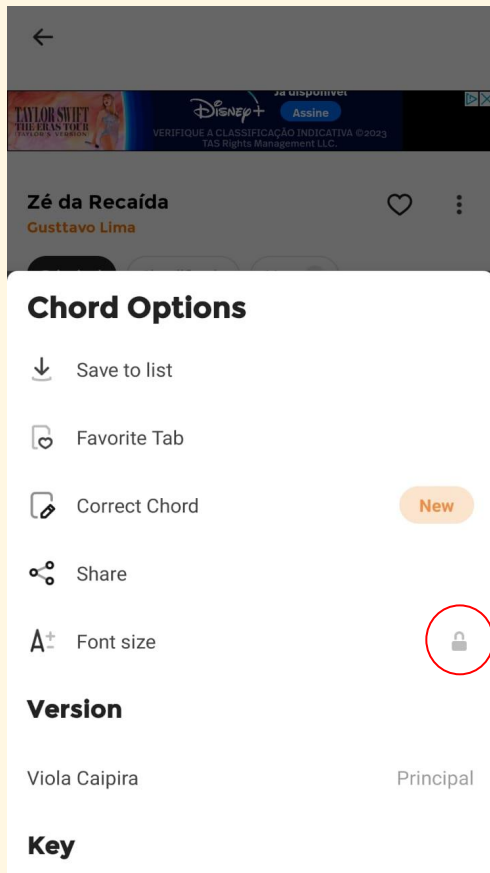 Já disponível
TAYLOR SWIFT
THE ERAS TOUR
TAYLOR'S VERSION
Disney+
Assine
VERIFIQUE A CLASSIFICAÇÃO INDICATIVA ©2023
TAS Rights Management LLC.
Zé da Recaída
Gusttavo Lima
Chord Options
Save to list
Favorite Tab
Correct Chord New
Share
A± Font size
Version
Viola Caipira Principal
Key